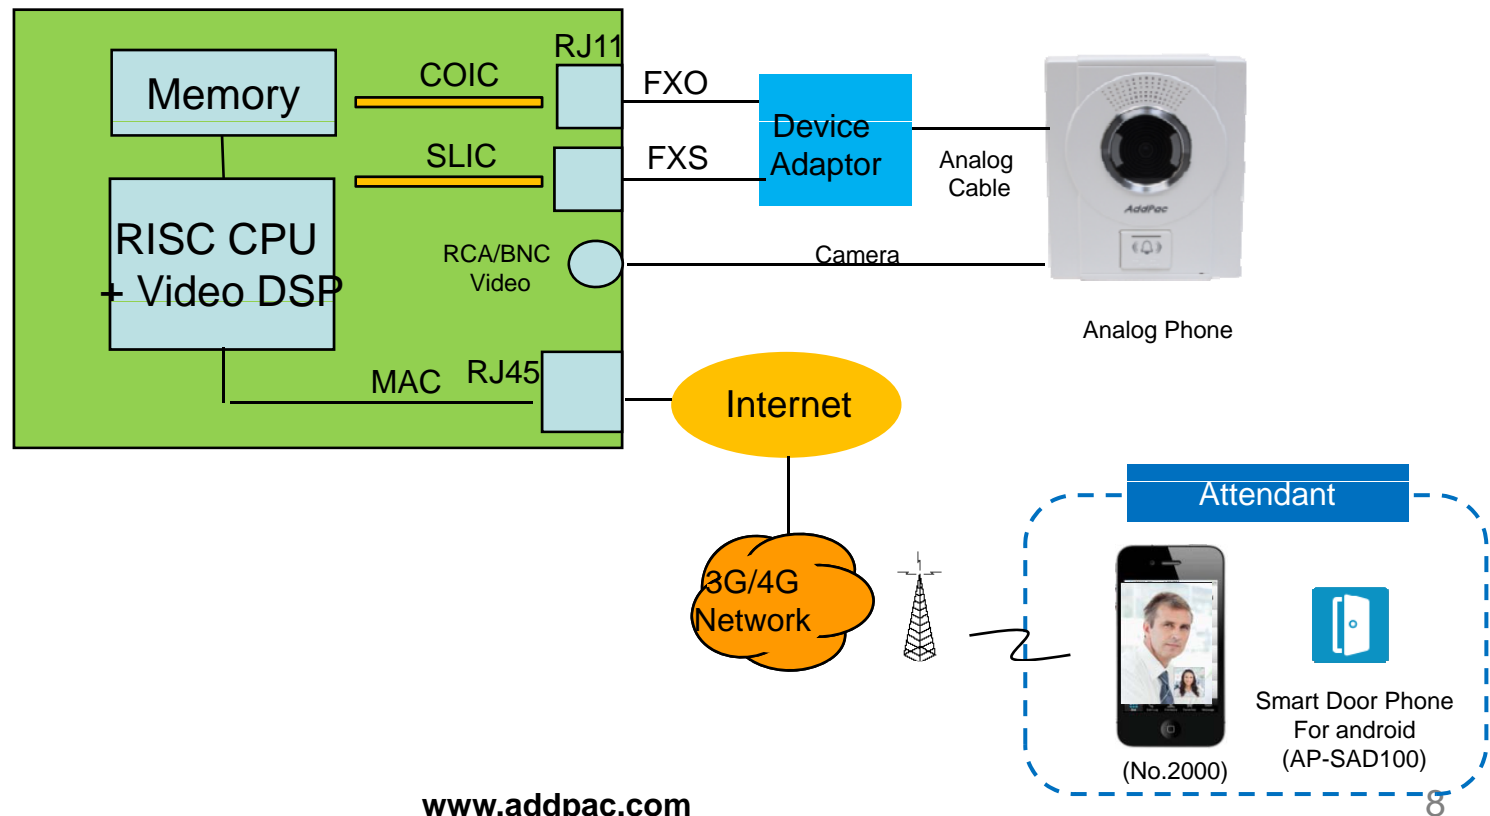 RJ11
COIC
FXO
Memory
Device
Adaptor
SLIC
FXS
Analog
Cable
AddPac
RISC CPU
+ Video DSP
RCA/BNC
Video
Camera
Analog Phone
MAC
RJ45
Internet
Attendant
3G/4G
Network
Smart Door Phone
For android
(AP-SAD100)
(No.2000)
www.addpac.com
8